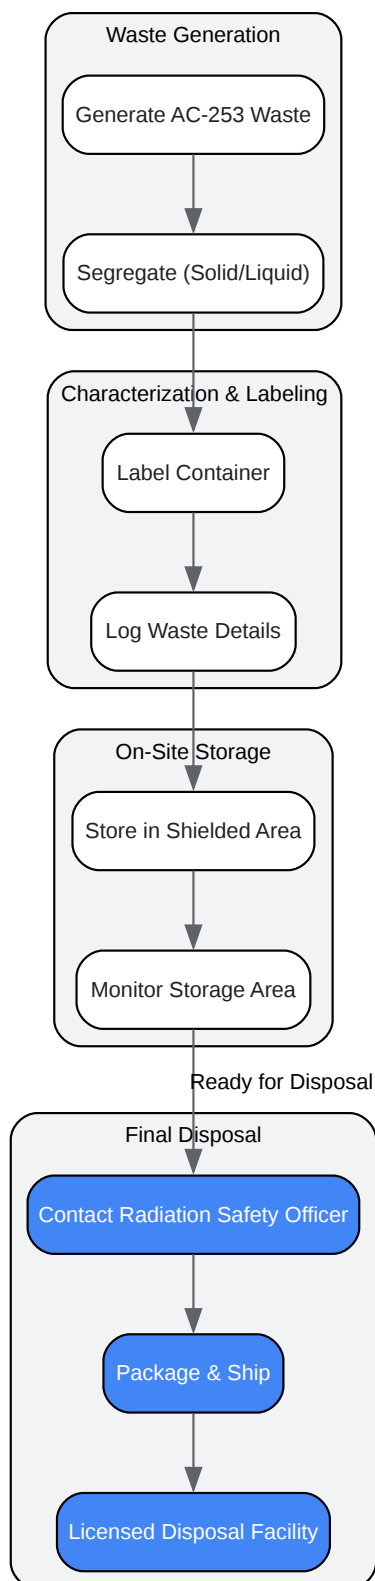 Waste Generation
Generate AC-253 Waste
Segregate (Solid/Liquid)
Characterization & Labeling
Label Container
Log Waste Details
On-Site Storage
Store in Shielded Area
Monitor Storage Area
Ready for Disposal
Final Disposal
Contact Radiation Safety Officer
Package & Ship
Licensed Disposal Facility